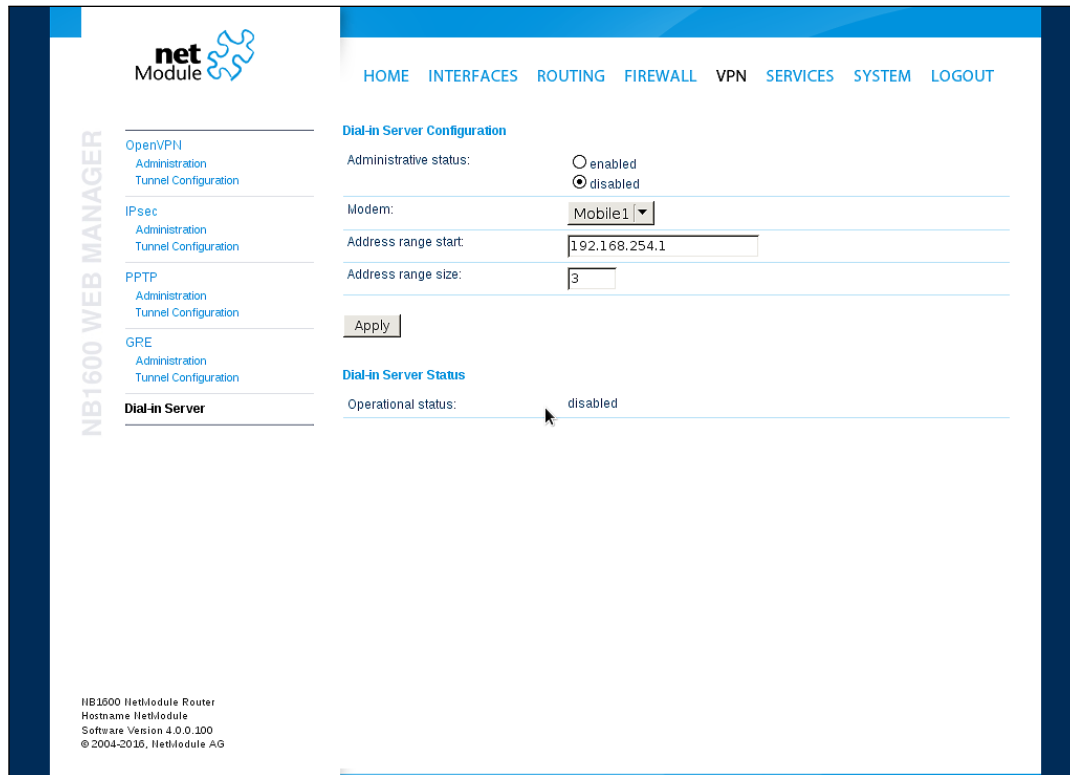 net
Module
HOME INTERFACES ROUTING FIREWALL VPN SERVICES SYSTEM LOGOUT
NB1600 WEB MANAGER
OpenVPN
Administration
Tunnel Configuration
IPsec
Administration
Tunnel Configuration
PPTP
Administration
Tunnel Configuration
GRE
Administration
Tunnel Configuration
Dial-in Server
Dial-in Server Configuration
Administrative status:
enabled
disabled
Modem: Mobile1
Address range start: 192.168.254.1
Address range size: 3
Apply
Dial-in Server Status
Operational status: disabled
NB1600 NetModule Router
Hostname NetModule
Software Version 4.0.0.100
© 2004-2016, NetModule AG